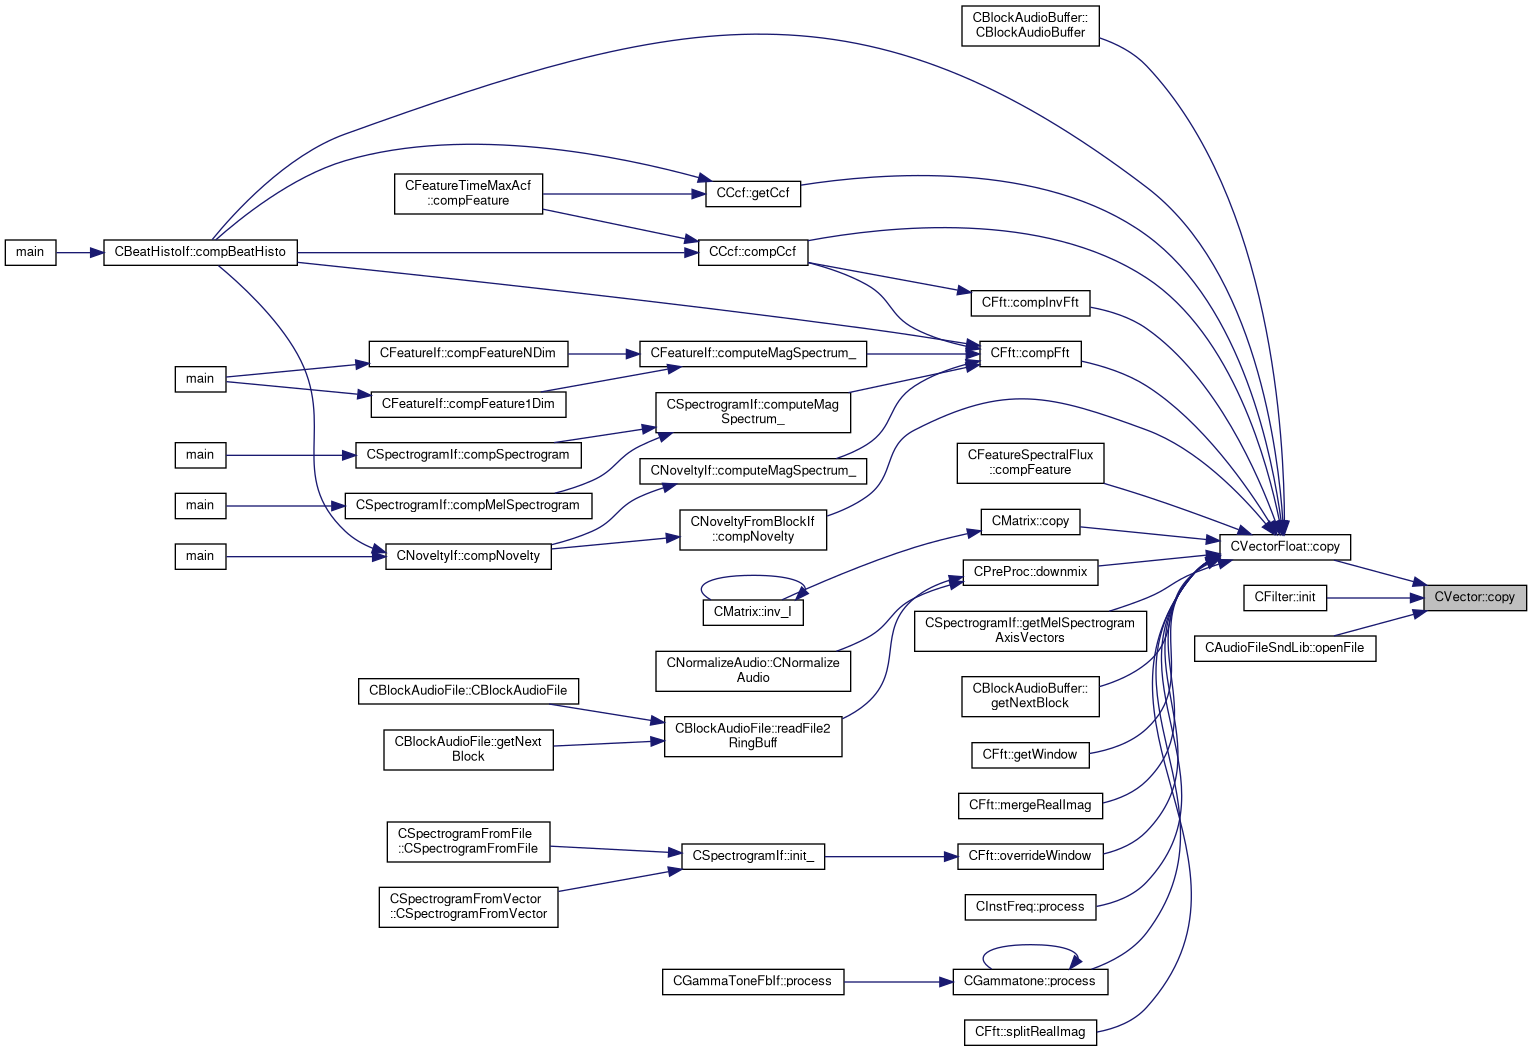 CBlockAudioBuffer::
CBlockAudioBuffer
CFeatureTimeMaxAcf
::compFeature
CCcf::getCcf
main
CBeatHistoIf::compBeatHisto
CCcf::compCcf
CFft::compInvFft
CFeatureIf::compFeatureNDim
CFeatureIf::computeMagSpectrum_
CFft::compFft
main
CFeatureIf::compFeature1Dim
CSpectrogramIf::computeMag
Spectrum_
main
CSpectrogramIf::compSpectrogram
CNoveltyIf::computeMagSpectrum_
CFeatureSpectralFlux
::compFeature
main
CSpectrogramIf::compMelSpectrogram
CNoveltyFromBlockIf
::compNovelty
CMatrix::copy
main
CNoveltyIf::compNovelty
CVectorFloat::copy
CPreProc::downmix
CFilter::init
CVector::copy
CMatrix::inv_I
CSpectrogramIf::getMelSpectrogram
AxisVectors
CAudioFileSndLib::openFile
CNormalizeAudio::CNormalize
Audio
CBlockAudioFile::CBlockAudioFile
CBlockAudioBuffer::
getNextBlock
CBlockAudioFile::readFile2
RingBuff
CBlockAudioFile::getNext
Block
CFft::getWindow
CFft::mergeRealImag
CSpectrogramFromFile
::CSpectrogramFromFile
CSpectrogramIf::init_
CFft::overrideWindow
CSpectrogramFromVector
::CSpectrogramFromVector
CInstFreq::process
CGammaToneFbIf::process
CGammatone::process
CFft::splitRealImag